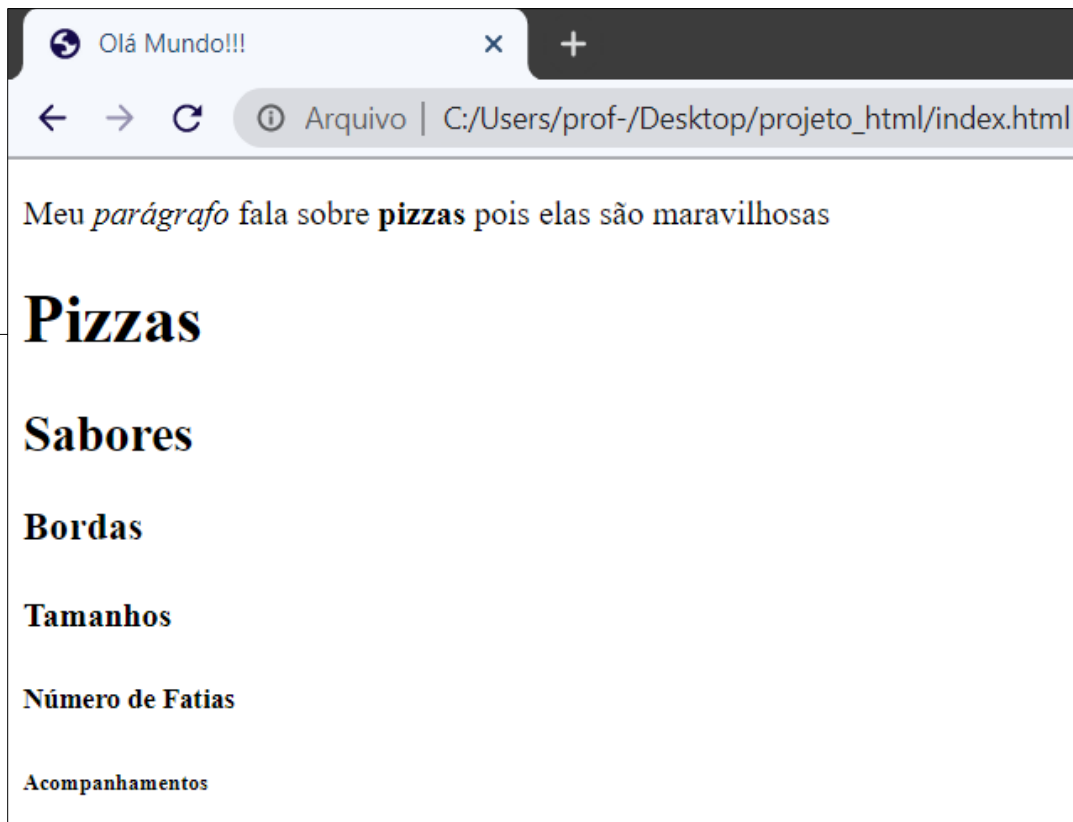 Olá Mundo!!!
Arquivo | C:/Users/prof-/Desktop/projeto_html/index.html
Meu parágrafo fala sobre pizzas pois elas são maravilhosas
Pizzas
Sabores
Bordas
Tamanhos
Número de Fatias
Acompanhamentos